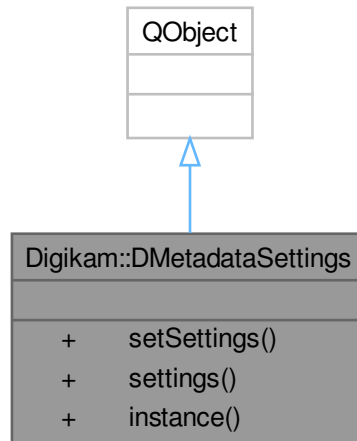 QObject
Digikam::DMetadataSettings
+ setSettings()
+ settings()
+ instance()